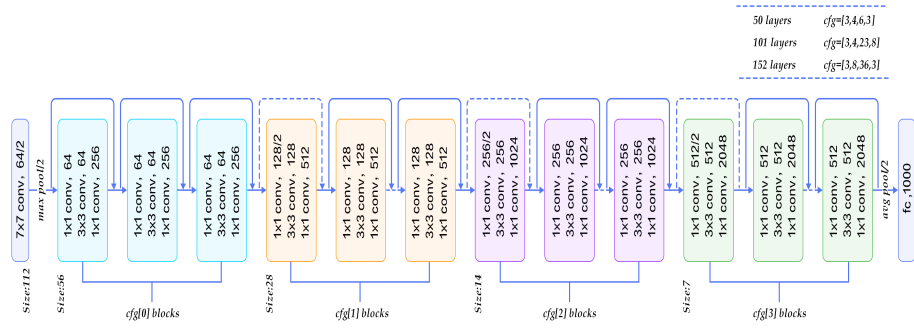 50 layers cfg=[3,4,6,3]
101 layers cfg=[3,4,23,8]
152 layers cfg=[3,8,36,3]
7x7 conv, 64/2
max pool/2
1x1 conv, 64
3x3 conv, 64
1x1 conv, 256
1x1 conv, 64
3x3 conv, 64
1x1 conv, 256
1x1 conv, 64
3x3 conv, 64
1x1 conv, 256
1x1 conv, 128/2
3x3 conv, 128
1x1 conv, 512
1x1 conv, 128
3x3 conv, 128
1x1 conv, 512
1x1 conv, 128
3x3 conv, 128
1x1 conv, 512
1x1 conv, 256/2
3x3 conv, 256
1x1 conv, 1024
1x1 conv, 256
3x3 conv, 256
1x1 conv, 1024
1x1 conv, 256
3x3 conv, 256
1x1 conv, 1024
1x1 conv, 512/2
3x3 conv, 512
1x1 conv, 2048
1x1 conv, 512
3x3 conv, 512
1x1 conv, 2048
1x1 conv, 512
3x3 conv, 512
1x1 conv, 2048
avg pool/2
fc ,1000
Size:112
Size:56
Size:28
Size:14
Size:7
cfg[0] blocks
cfg[1] blocks
cfg[2] blocks
cfg[3] blocks